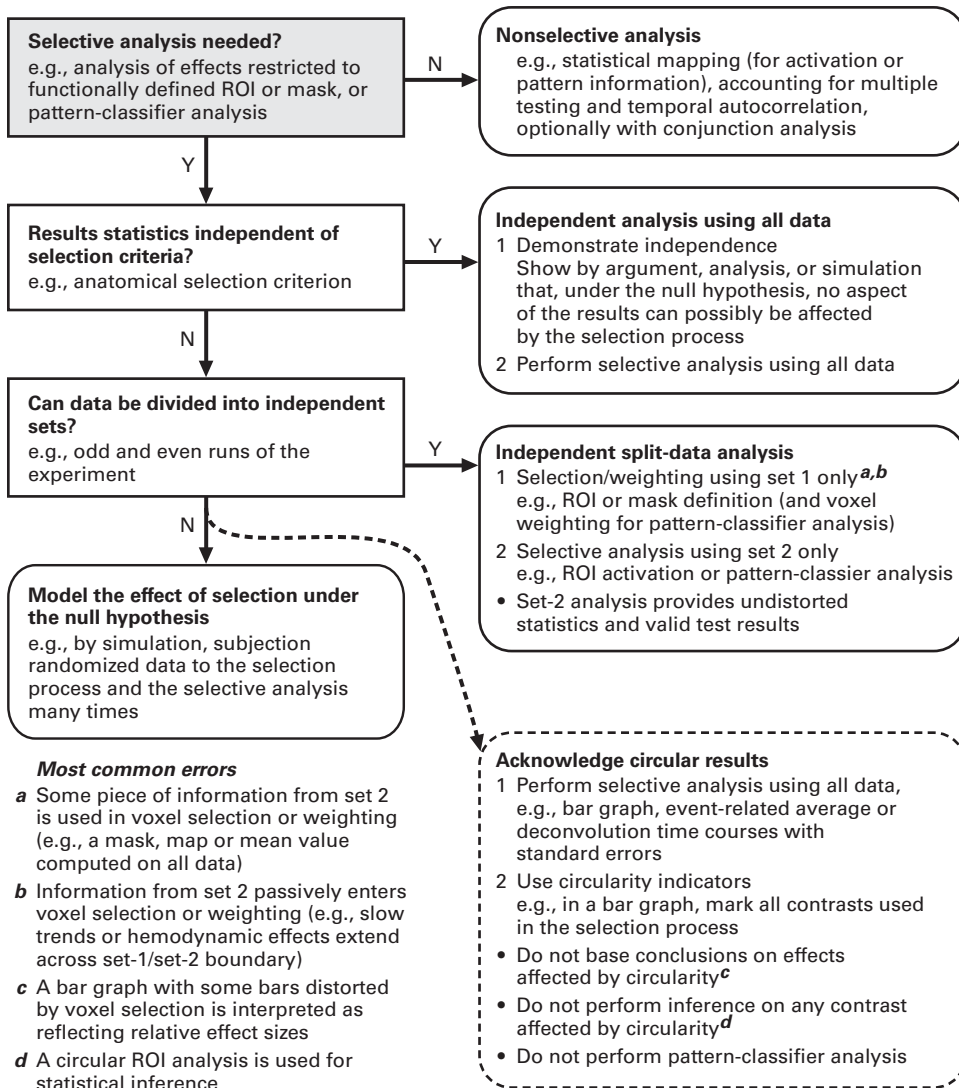 Selective analysis needed?
e.g., analysis of effects restricted to
functionally defined ROI or mask, or
pattern-classifier analysis
N
Nonselective analysis
e.g., statistical mapping (for activation or
pattern information), accounting for multiple
testing and temporal autocorrelation,
optionally with conjunction analysis
Y
Results statistics independent of
selection criteria?
e.g., anatomical selection criterion
Y
Independent analysis using all data
1 Demonstrate independence
Show by argument, analysis, or simulation
that, under the null hypothesis, no aspect
of the results can possibly be affected
by the selection process
2 Perform selective analysis using all data
N
Can data be divided into independent
sets?
e.g., odd and even runs of the
experiment
Y
Independent split-data analysis
1 Selection/weighting using set 1 only a,b
e.g., ROI or mask definition (and voxel
weighting for pattern-classifier analysis)
2 Selective analysis using set 2 only
e.g., ROI activation or pattern-classier analysis
• Set-2 analysis provides undistorted
statistics and valid test results
N
Model the effect of selection under
the null hypothesis
e.g., by simulation, subjection
randomized data to the selection
process and the selective analysis
many times
Acknowledge circular results
1 Perform selective analysis using all data,
e.g., bar graph, event-related average or
deconvolution time courses with
standard errors
2 Use circularity indicators
e.g., in a bar graph, mark all contrasts used
in the selection process
• Do not base conclusions on effects
affected by circularity c
• Do not perform inference on any contrast
affected by circularity d
• Do not perform pattern-classifier analysis
Most common errors
a Some piece of information from set 2
is used in voxel selection or weighting
(e.g., a mask, map or mean value
computed on all data)
b Information from set 2 passively enters
voxel selection or weighting (e.g., slow
trends or hemodynamic effects extend
across set-1/set-2 boundary)
c A bar graph with some bars distorted
by voxel selection is interpreted as
reflecting relative effect sizes
d A circular ROI analysis is used for
statistical inference